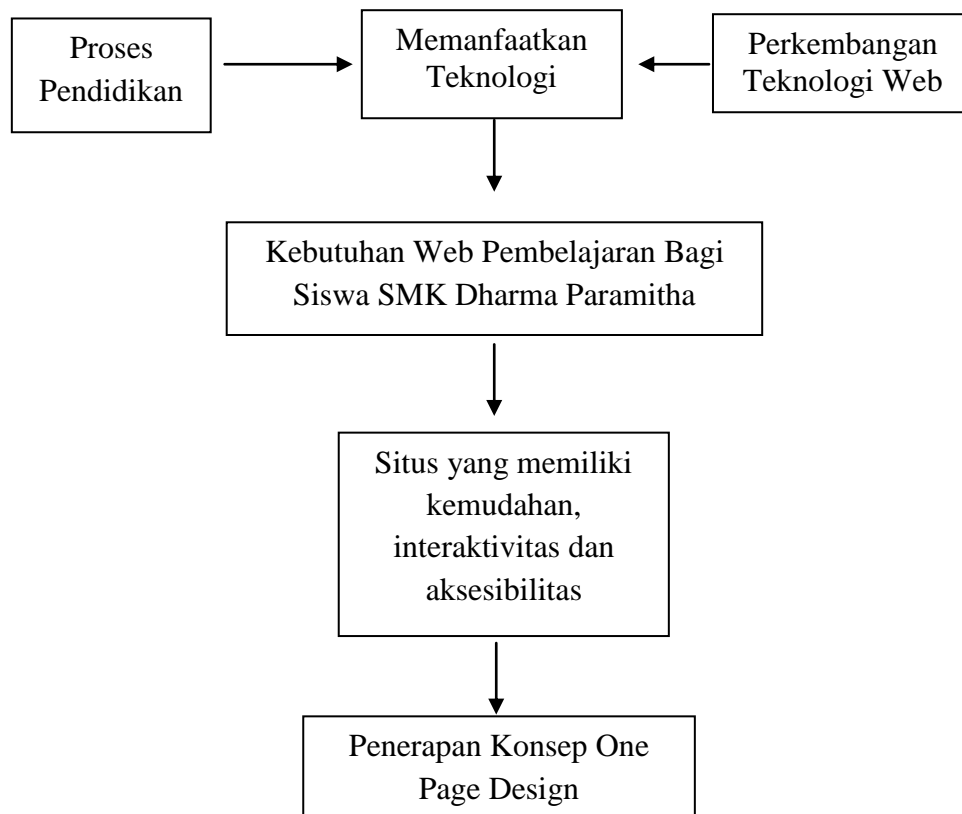 Proses
Pendidikan
Memanfaatkan
Teknologi
Perkembangan
Teknologi Web
Kebutuhan Web Pembelajaran Bagi
Siswa SMK Dharma Paramitha
Situs yang memiliki
kemudahan,
interaktivitas dan
aksesibilitas
Penerapan Konsep One
Page Design